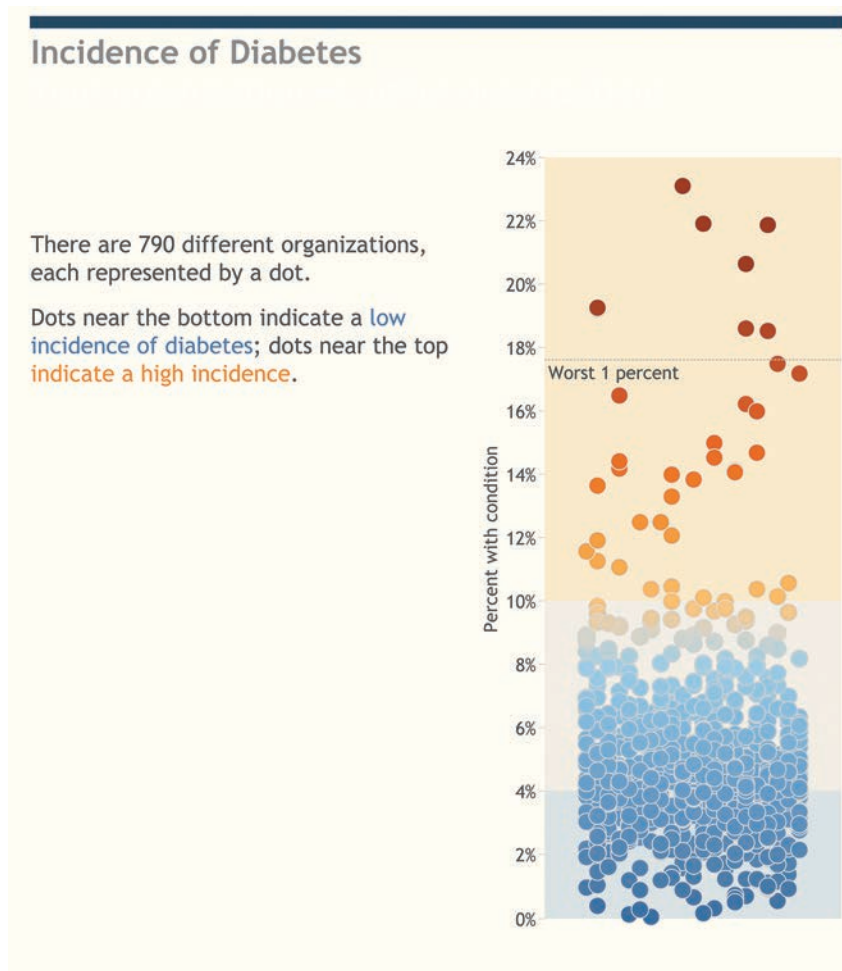 Incidence of Diabetes
There are 790 different organizations,
each represented by a dot.
Dots near the bottom indicate a low
incidence of diabetes; dots near the top
indicate a high incidence.
Percent with condition
24%
22%
20%
18%
Worst 1 percent
16%
14%
12%
10%
8%
6%
4%
2%
0%